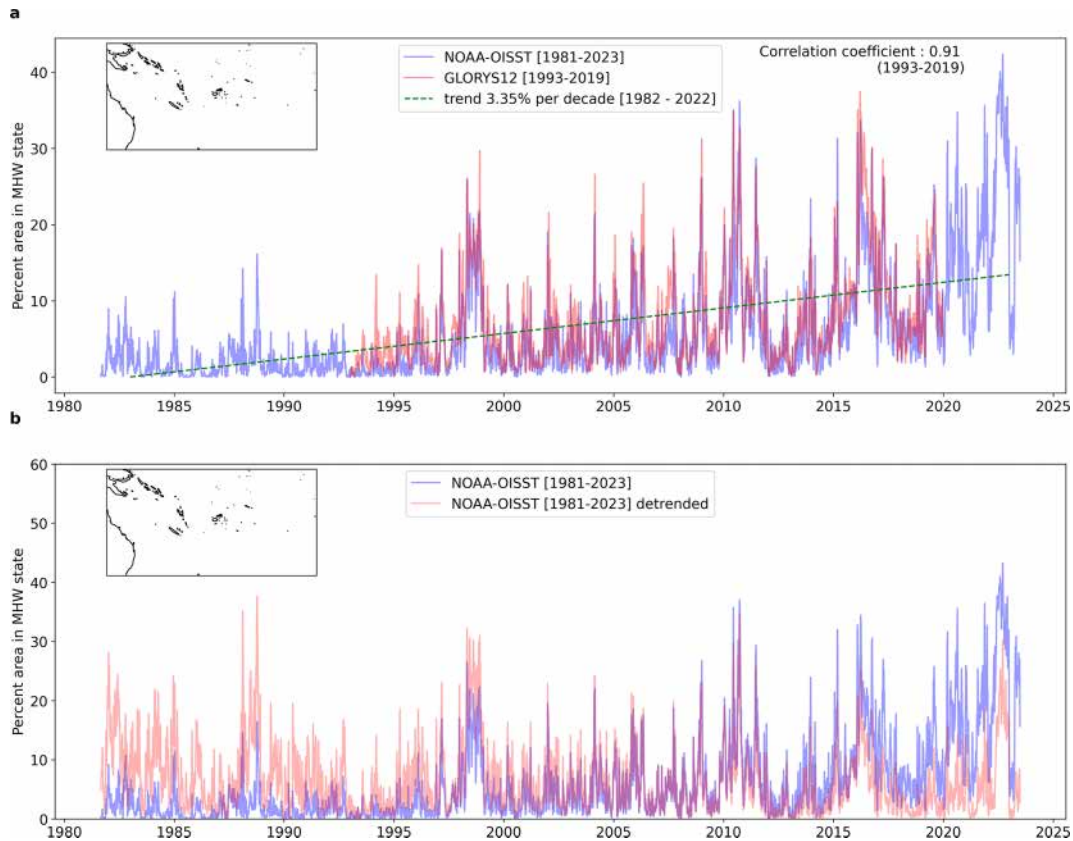 a
NOAA-OISST [1981-2023]
GLORYS12 [1993-2019]
trend 3.35% per decade [1982 - 2022]
Correlation coefficient : 0.91
(1993-2019)
Percent area in MHW state
40
30
20
10
0
1980 1985 1990 1995 2000 2005 2010 2015 2020 2025
b
NOAA-OISST [1981-2023]
NOAA-OISST [1981-2023] detrended
Percent area in MHW state
60
50
40
30
20
10
0
1980 1985 1990 1995 2000 2005 2010 2015 2020 2025